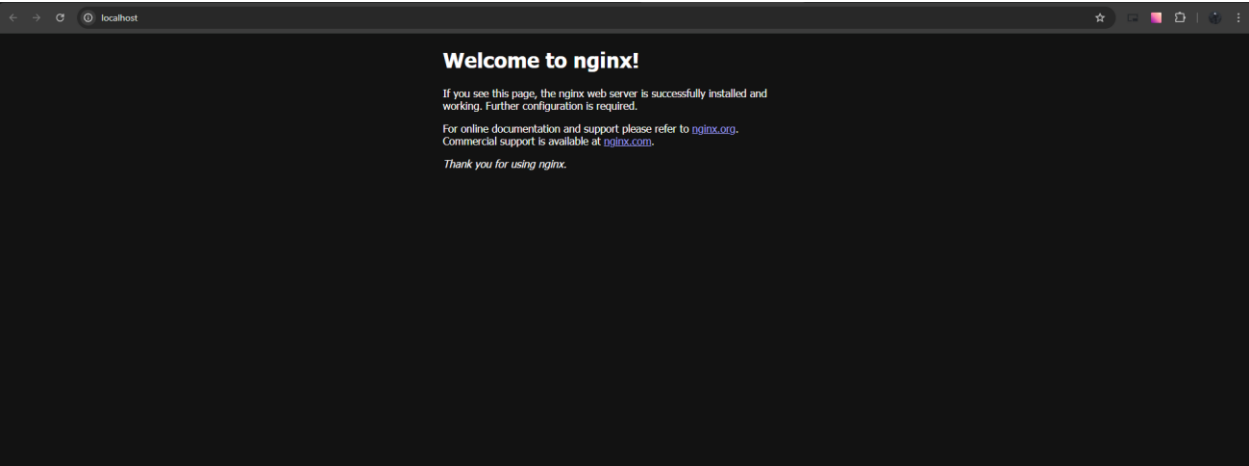 localhost
Welcome to nginx!
If you see this page, the nginx web server is successfully installed and
working. Further configuration is required.
For online documentation and support please refer to nginx.org.
Commercial support is available at nginx.com.
Thank you for using nginx.